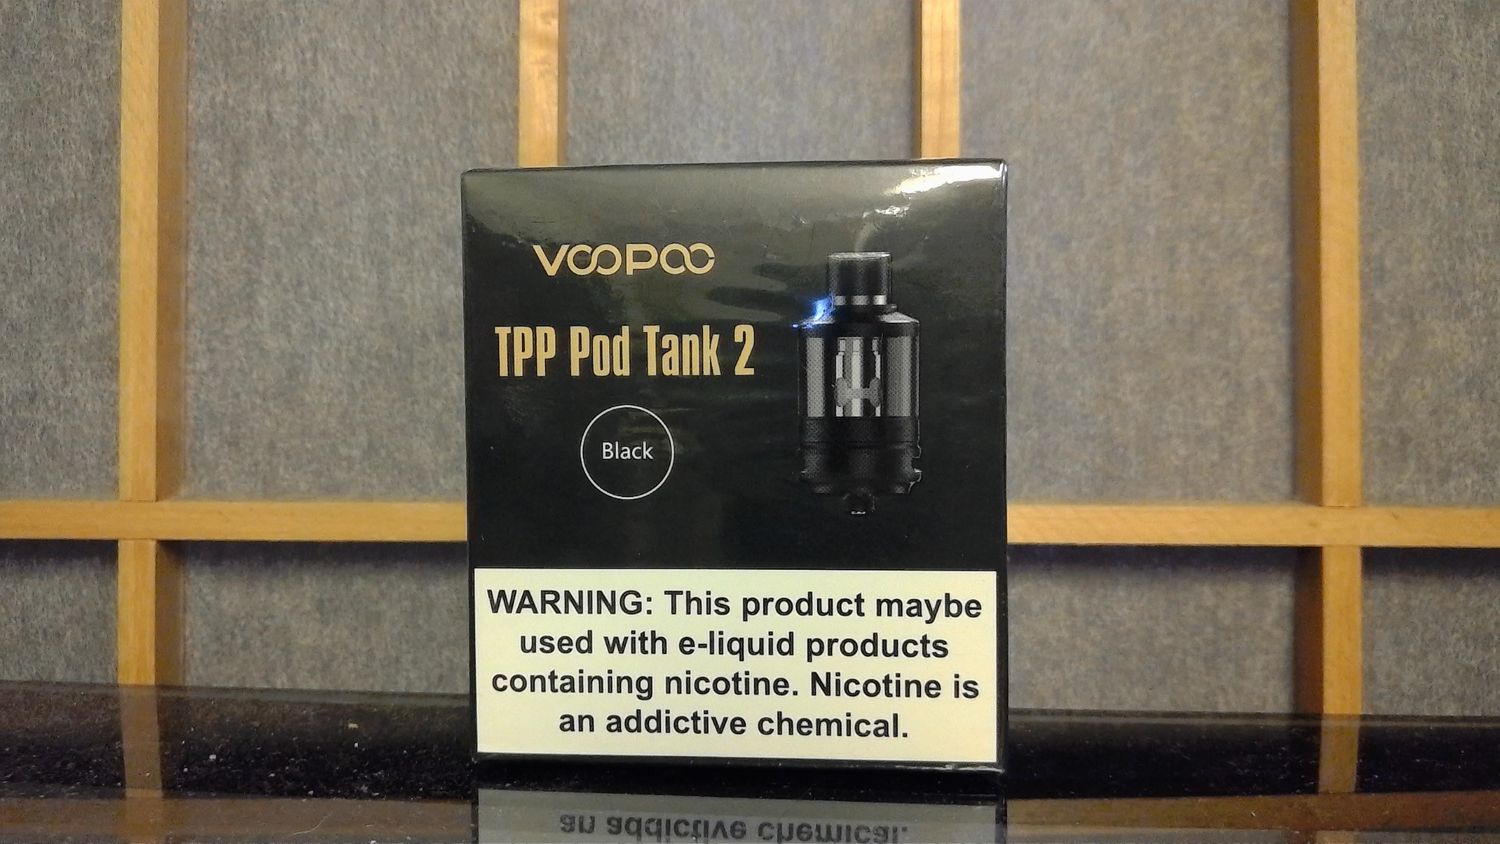 VOOPOO
TPP Pod Tank 2
Black
WARNING: This product maybe
used with e-liquid products
containing nicotine. Nicotine is
an addictive chemical.